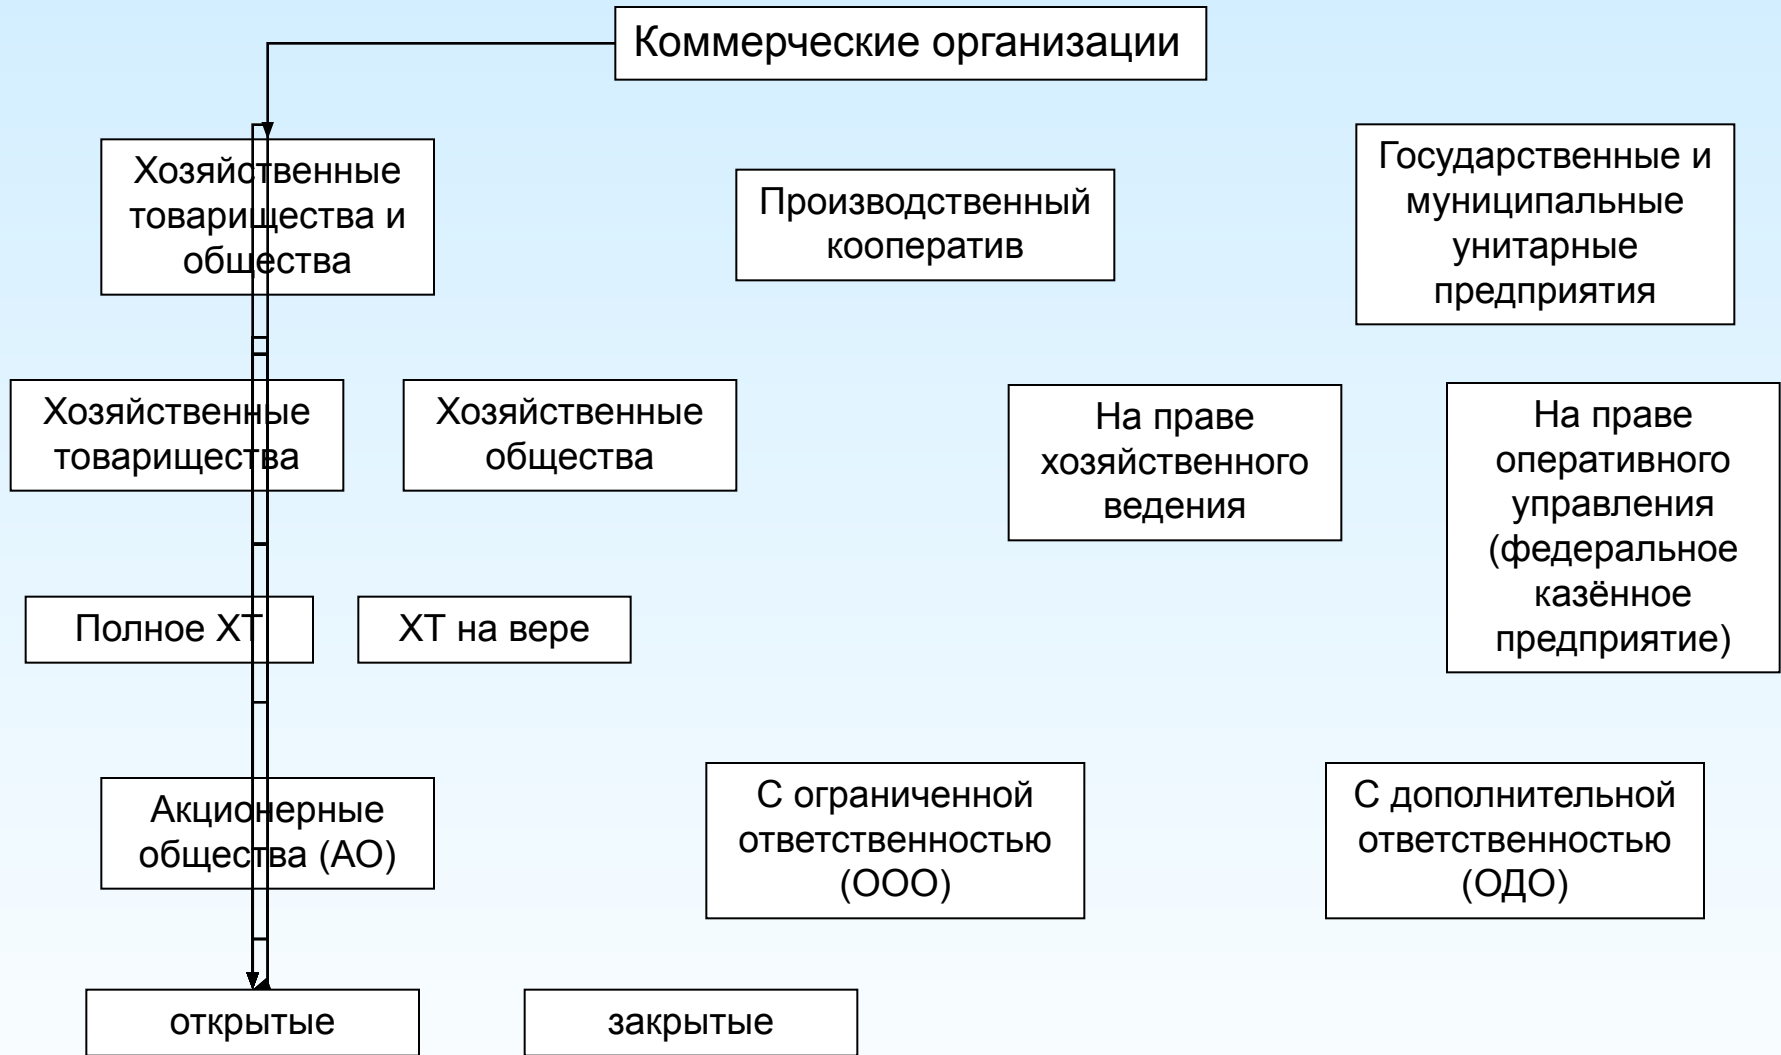 Коммерческие организации
Хозяйственные
товарищества и
общества
Производственный
кооператив
Государственные и
муниципальные
унитарные
предприятия
Хозяйственные
товарищества
Хозяйственные
общества
На праве
хозяйственного
ведения
На праве
оперативного
управления
(федеральное
казённое
предприятие)
Полное ХТ
ХТ на вере
Акционерные
общества (АО)
С ограниченной
ответственностью
(ООО)
С дополнительной
ответственностью
(ОДО)
открытые
закрытые